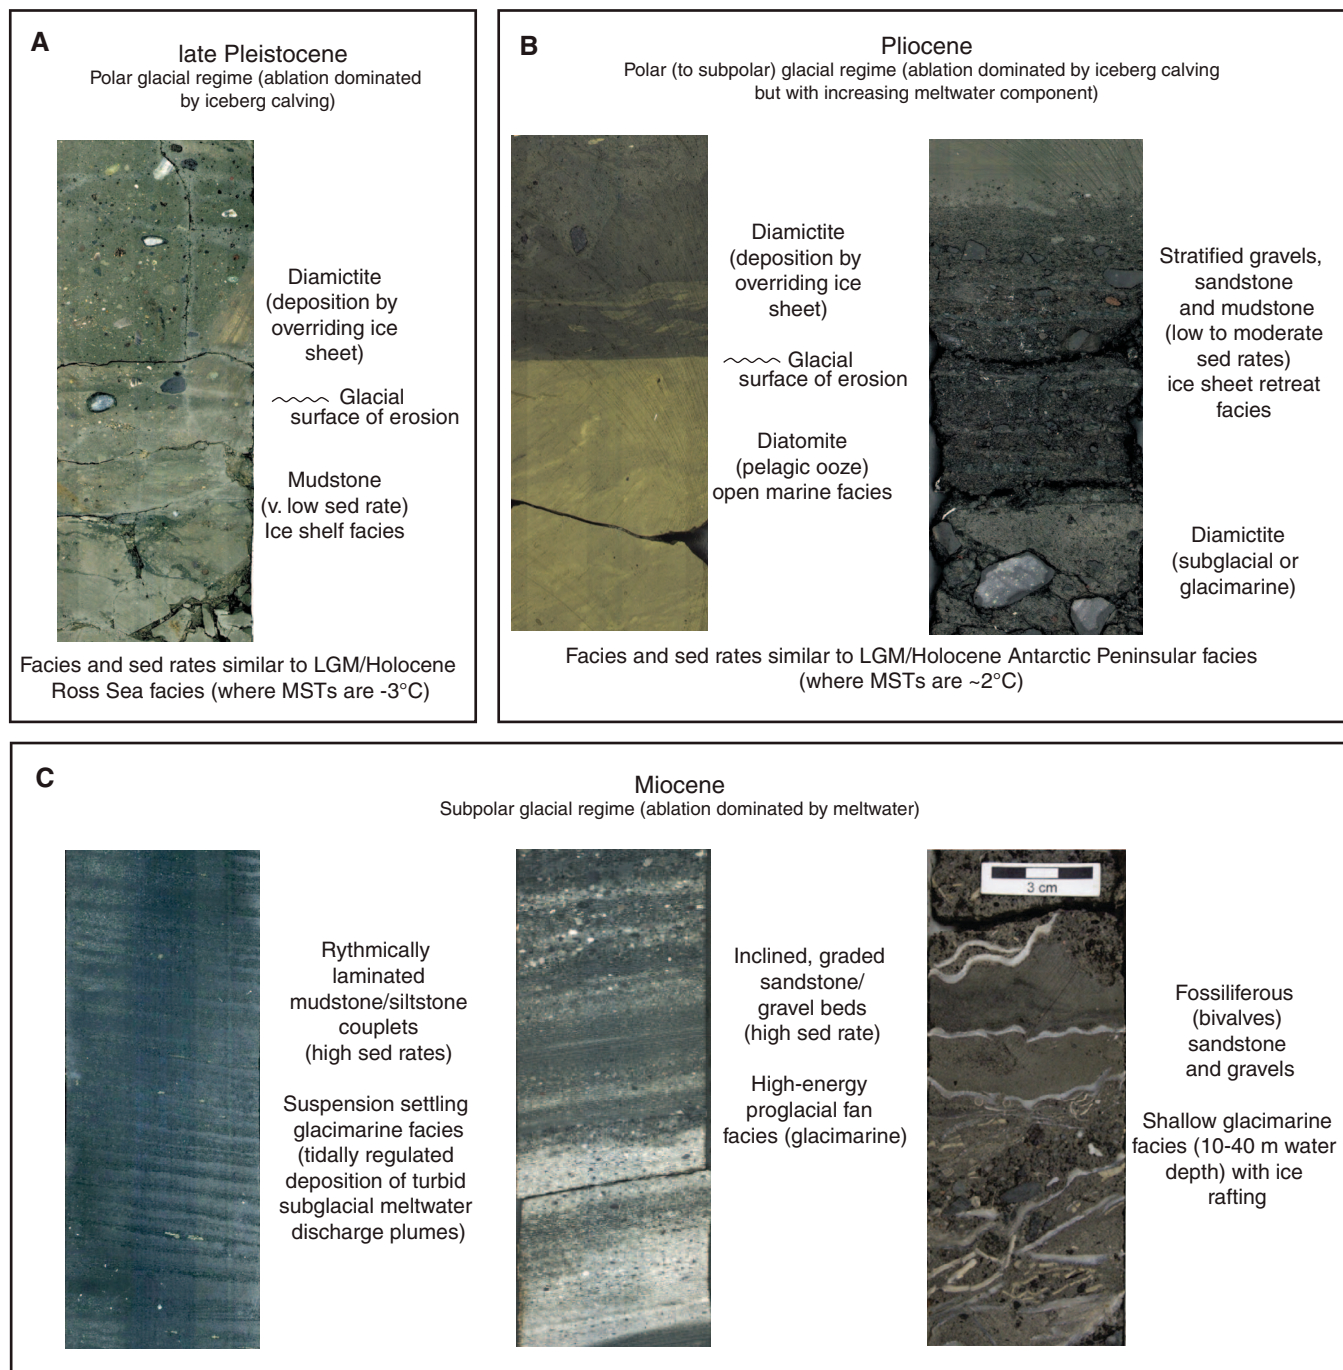 A
late Pleistocene
Polar glacial regime (ablation dominated
by iceberg calving)
Diamictite
(deposition by
overriding ice
sheet)
Glacial
surface of erosion
Mudstone
(v. low sed rate)
Ice shelf facies
Facies and sed rates similar to LGM/Holocene
Ross Sea facies (where MSTs are -3°C)
B
Pliocene
Polar (to subpolar) glacial regime (ablation dominated by iceberg calving
but with increasing meltwater component)
Diamictite
(deposition by
overriding ice
sheet)
Glacial
surface of erosion
Diatomite
(pelagic ooze)
open marine facies
Stratified gravels,
sandstone
and mudstone
(low to moderate
sed rates)
ice sheet retreat
facies
Diamictite
(subglacial or
glacimarine)
Facies and sed rates similar to LGM/Holocene Antarctic Peninsular facies
(where MSTs are ~2°C)
C
Miocene
Subpolar glacial regime (ablation dominated by meltwater)
Rythmically
laminated
mudstone/siltstone
couplets
(high sed rates)
Suspension settling
glacimarine facies
(tidally regulated
deposition of turbid
subglacial meltwater
discharge plumes)
Inclined, graded
sandstone/
gravel beds
(high sed rate)
High-energy
proglacial fan
facies (glacimarine)
3 cm
Fossiliferous
(bivalves)
sandstone
and gravels
Shallow glacimarine
facies (10-40 m water
depth) with ice
rafting